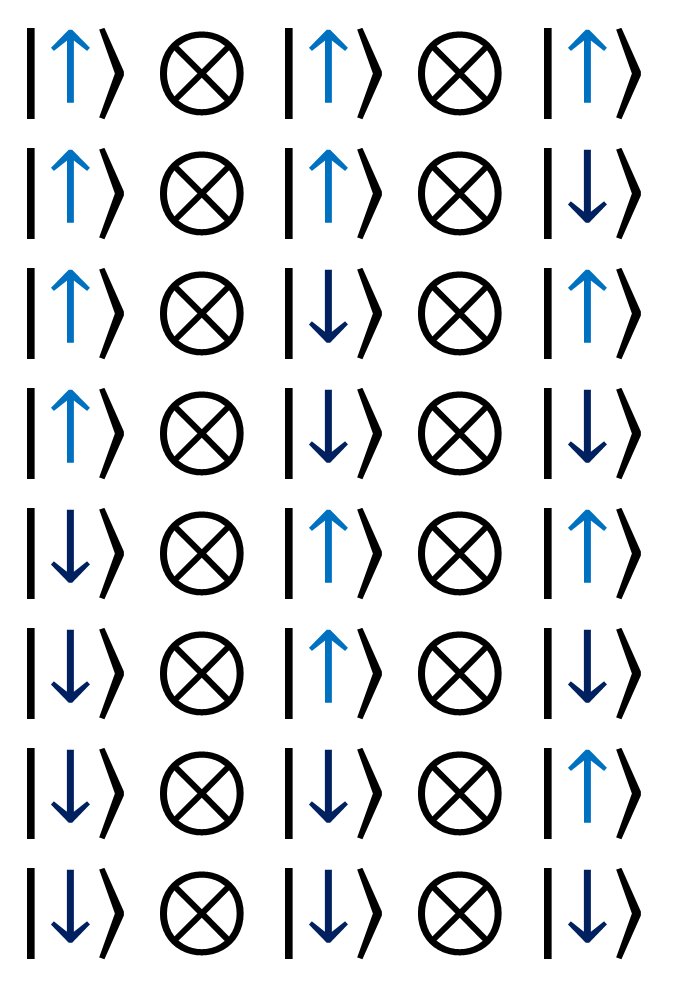 |↑⟩ ⊗ |↑⟩ ⊗ |↑⟩
|↑⟩ ⊗ |↑⟩ ⊗ |↓⟩
|↑⟩ ⊗ |↓⟩ ⊗ |↑⟩
|↑⟩ ⊗ |↓⟩ ⊗ |↓⟩
|↓⟩ ⊗ |↑⟩ ⊗ |↑⟩
|↓⟩ ⊗ |↑⟩ ⊗ |↓⟩
|↓⟩ ⊗ |↓⟩ ⊗ |↑⟩
|↓⟩ ⊗ |↓⟩ ⊗ |↓⟩